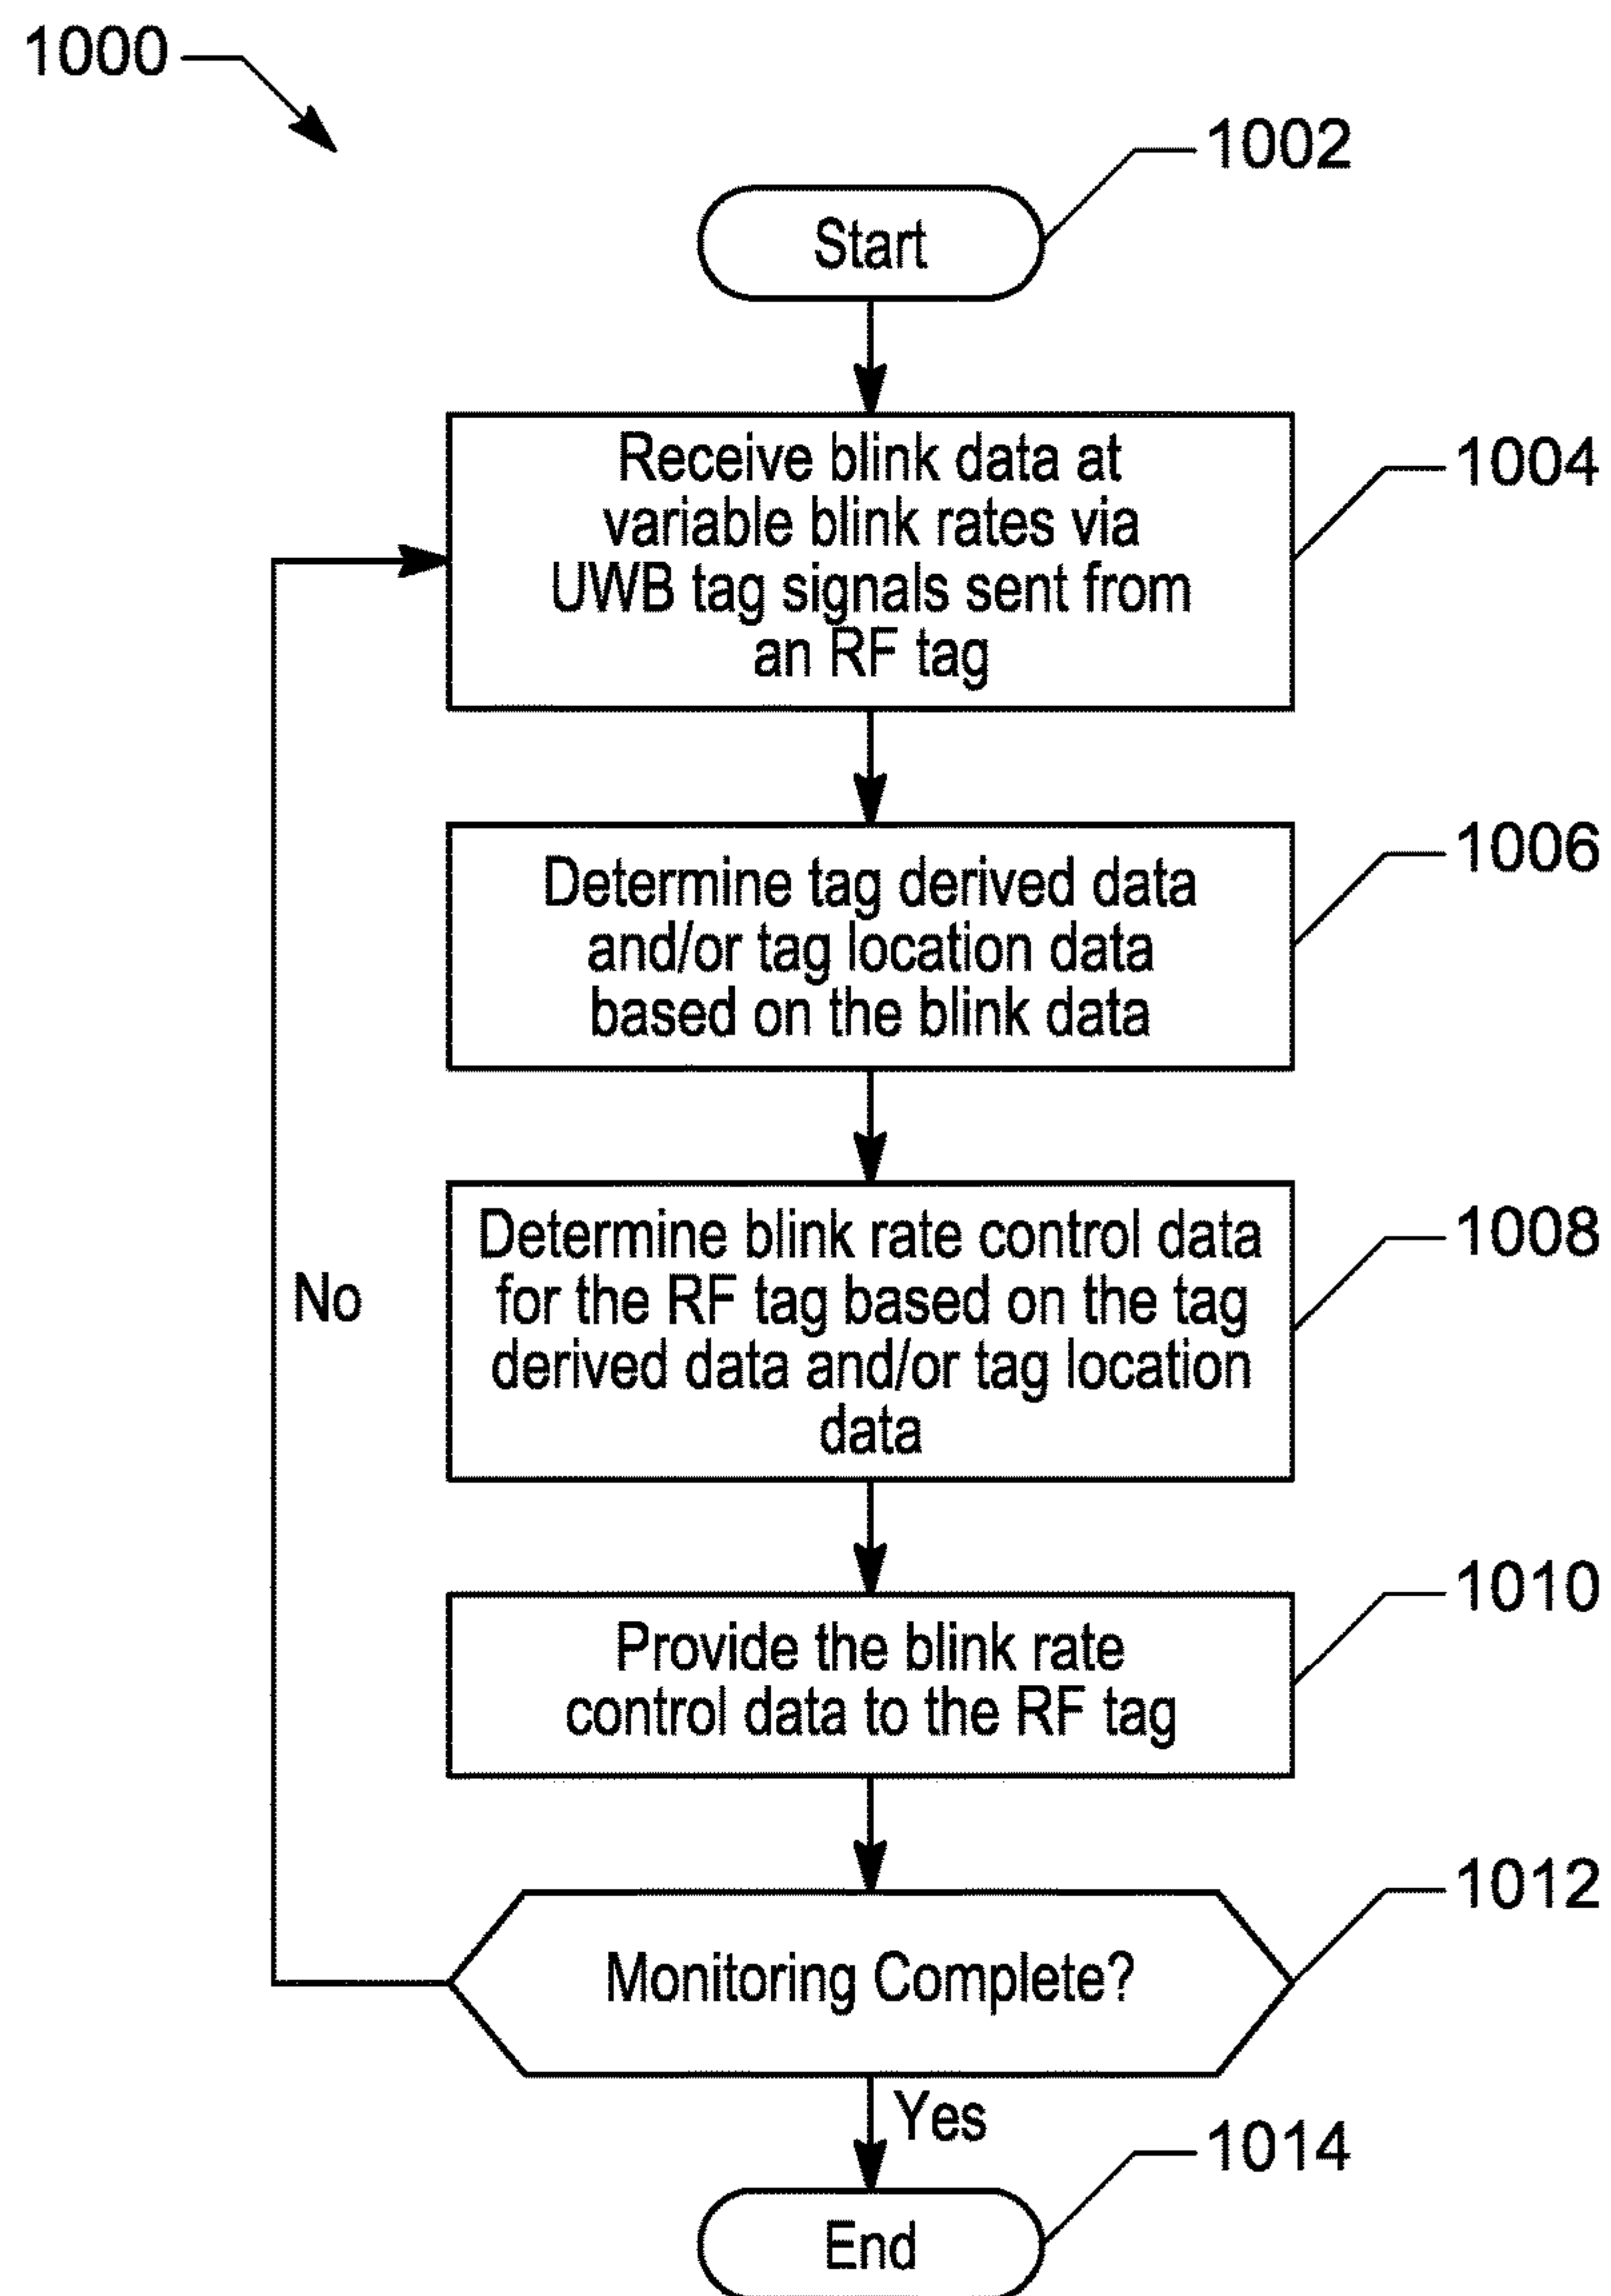 1000
1002
Start
Receive blink data at
variable blink rates via
UWB tag signals sent from
an RF tag
1004
Determine tag derived data
and/or tag location data
based on the blink data
1006
Determine blink rate control data
for the RF tag based on the tag
derived data and/or tag location
data
1008
No
Provide the blink rate
control data to the RF tag
1010
Monitoring Complete?
1012
Yes
1014
End